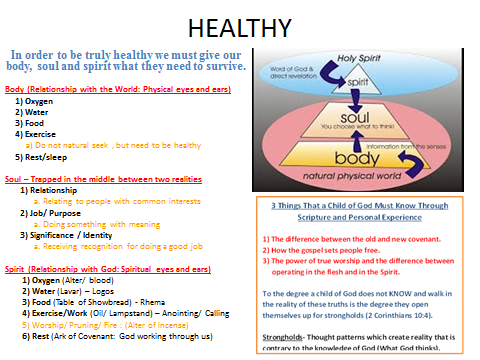 HEALTHY
In order to be truly healthy we must give our
body, soul and spirit what they need to survive.
Body (Relationship with the World: Physical eyes and ears)
1) Oxygen
2) Water
3) Food
4) Exercise
a) Do not natural seek , but need to be healthy
5) Rest/sleep
Soul – Trapped in the middle between two realities
1) Relationship
a. Relating to people with common interests
2) Job/ Purpose
a. Doing something with meaning
3) Significance / Identity
a. Receiving recognition for doing a good job
Spirit (Relationship with God: Spiritual eyes and ears)
1) Oxygen (Alter/ blood)
2) Water (Lavar) – Logos
3) Food (Table of Showbread) - Rhema
4) Exercise/Work (Oil/ Lampstand) – Anointing/ Calling
5) Worship/ Pruning/ Fire : (Alter of Incense)
6) Rest (Ark of Covenant: God working through us)
Holy Spirit
Word of God &
direct revelation
spirit
soul
You choose what to think!
information from the senses
body
natural physical world
3 Things That a Child of God Must Know Through
Scripture and Personal Experience
1) The difference between the old and new covenant.
2) How the gospel sets people free.
3) The power of true worship and the difference between
operating in the flesh and in the Spirit.
To the degree a child of God does not KNOW and walk in
the reality of these truths is the degree they open
themselves up for strongholds (2 Corinthians 10:4).
Strongholds- Thought patterns which create reality that is
contrary to the knowledge of God (What God thinks).